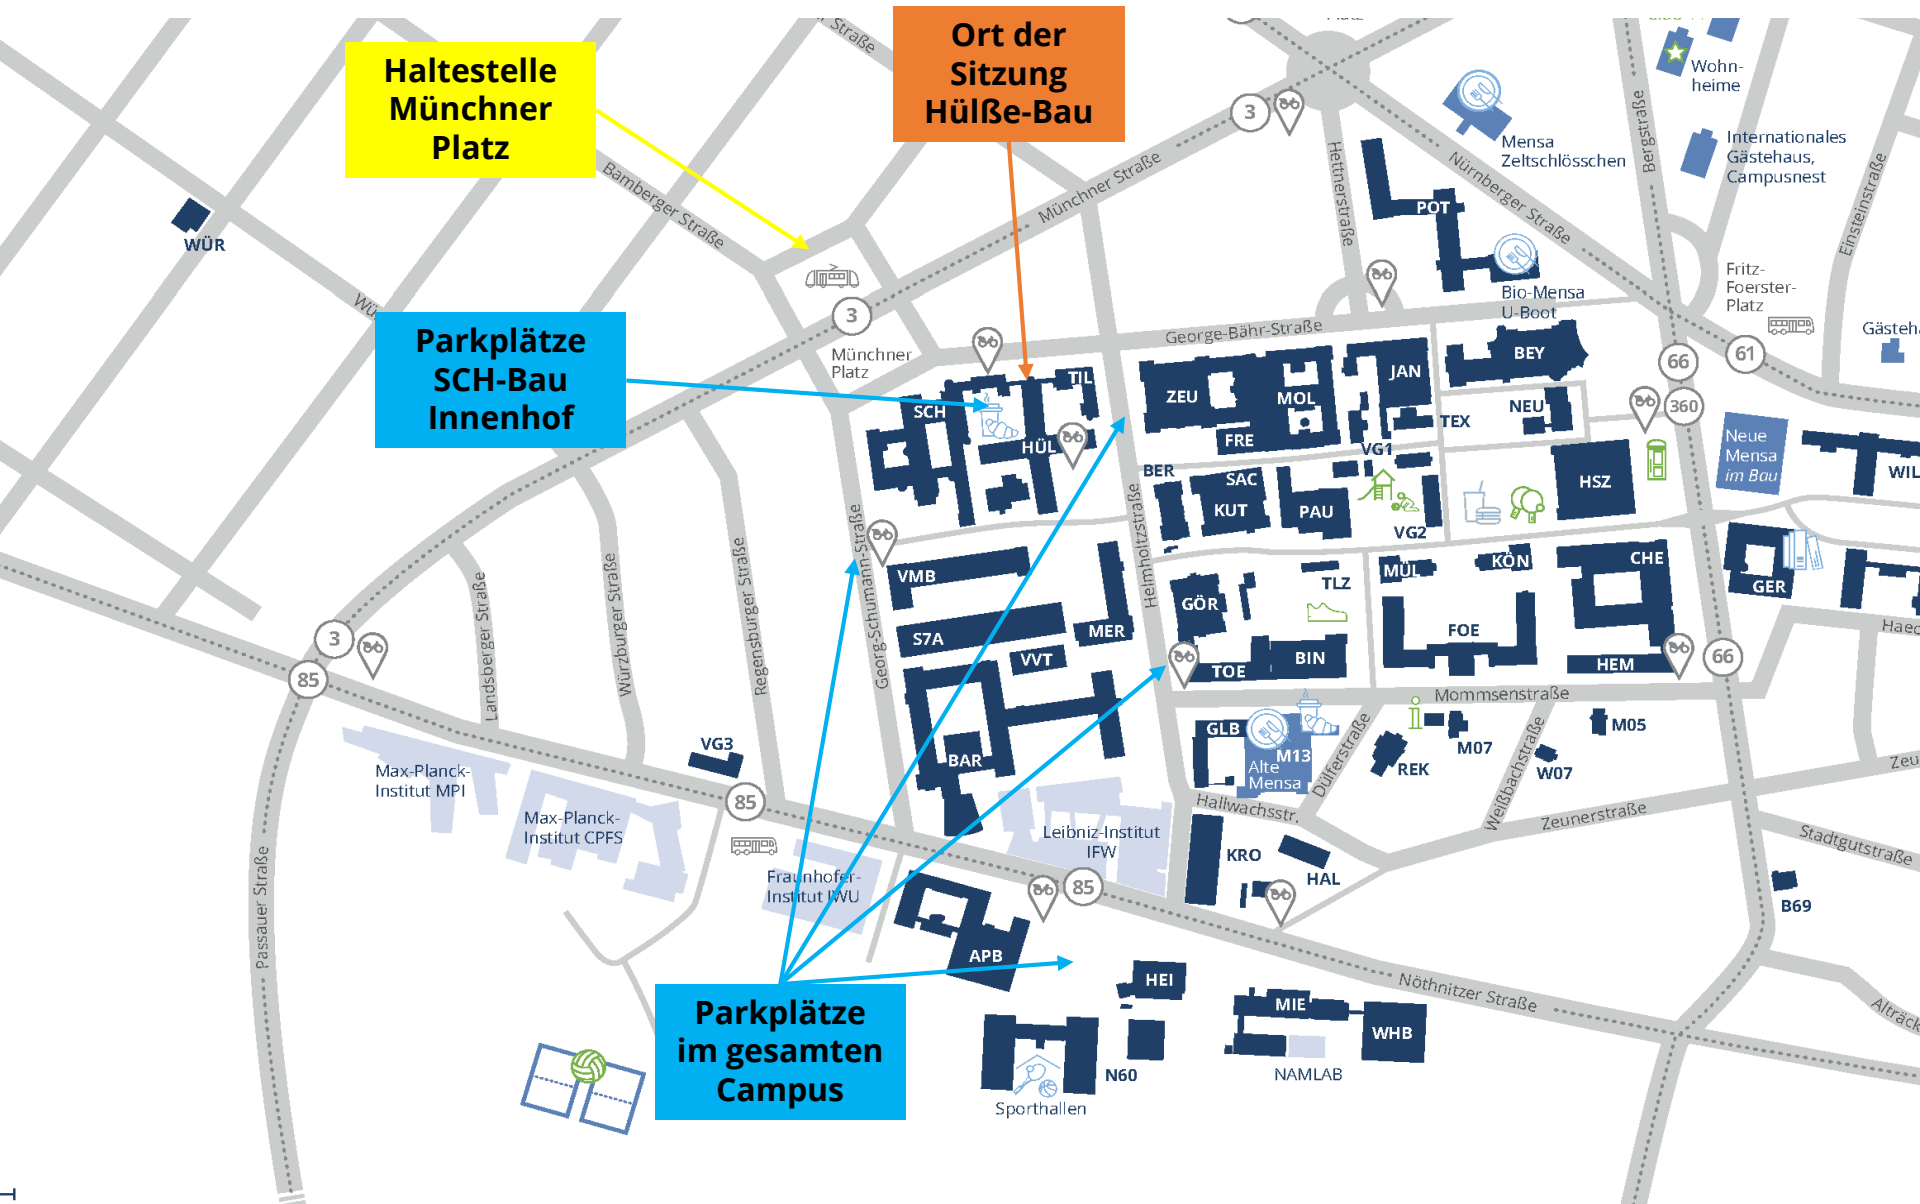 Haltestelle
Münchner
Platz
Ort der
Sitzung
Hülße-Bau
Parkplätze
SCH-Bau
Innenhof
Parkplätze
im gesamten
Campus
Straße
Platz
Wohn-
heime
Mensa
Zeltschlösschen
Internationales
Gästehaus,
Campusnest
Bergstraße
Einsteinstraße
Nürnberger Straße
Hettnerstraße
Münchner Straße
Bamberger Straße
3
WÜR
POT
Bio-Mensa
U-Boot
Fritz-
Foerster-
Platz
3
Münchner
Platz
George-Bähr-Straße
66
61
360
SCH
TIL
HÜL
ZEU
MOL
FRE
JAN
TEX
BEY
NEU
VG1
VG2
BER
SAC
KUT
PAU
HSZ
Neue
Mensa
im Bau
WIL
Georg-Schumann-Straße
Helmholtzstraße
Landsberger Straße
Würzburger Straße
Regensburger Straße
VMB
S7A
VVT
MER
BAR
GÖR
TLZ
TOE
BIN
MÜL
KÖN
FOE
CHE
HEM
GER
66
Mommsenstraße
3
85
Max-Planck-
Institut MPI
Max-Planck-
Institut CPFS
VG3
85
Fraunhofer-
Institut IWU
Leibniz-Institut
IFW
85
GLB
M13
Alte
Mensa
Dülferstraße
REK
M07
Weißbachstraße
W07
M05
Hallwachsstr.
Zeunerstraße
Stadtgutstraße
KRO
HAL
B69
Passauer Straße
APB
HEI
MIE
WHB
NAMLAB
N60
Sporthallen
Nöthnitzer Straße